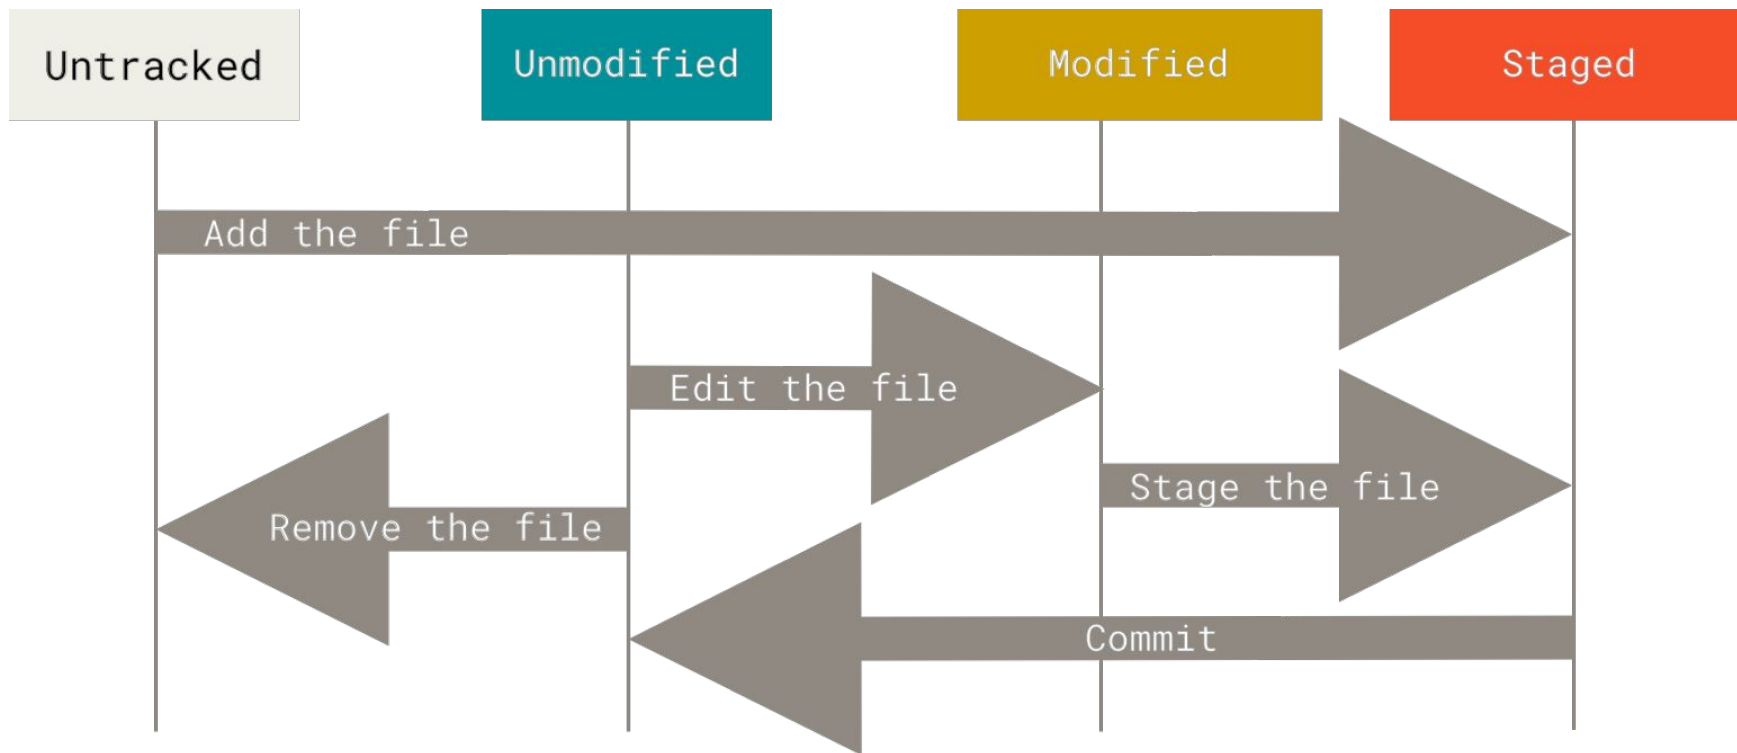 Untracked
Unmodified
Modified
Staged
Add the file
Edit the file
Stage the file
Remove the file
Commit